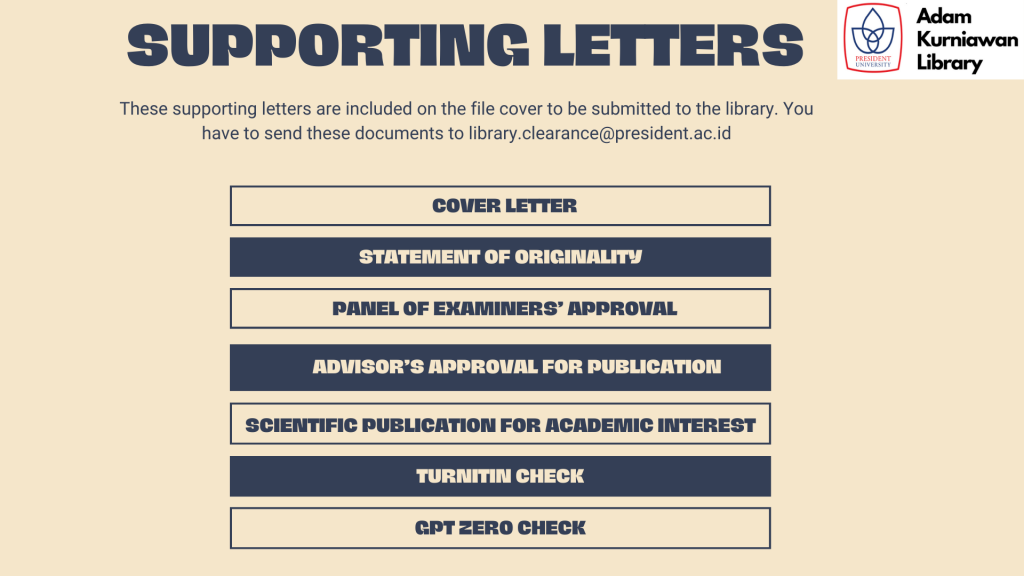 SUPPORTING LETTERS
Adam
Kurniawan
Library
PRESIDENT
UNIVERSITY
These supporting letters are included on the file cover to be submitted to the library. You
have to send these documents to library.clearance@president.ac.id
COVER LETTER
STATEMENT OF ORIGINALITY
PANEL OF EXAMINERS’ APPROVAL
ADVISOR’S APPROVAL FOR PUBLICATION
SCIENTIFIC PUBLICATION FOR ACADEMIC INTEREST
TURNITIN CHECK
GPT ZERO CHECK